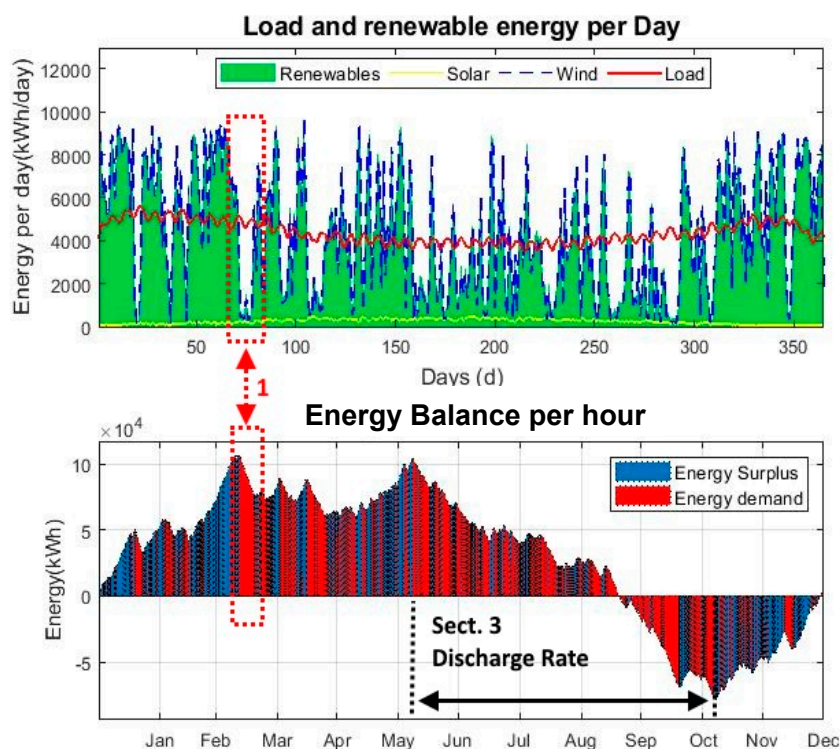 Load and renewable energy per Day
Renewables Solar Wind Load
Energy per day(kWh/day)
12000
10000
8000
6000
4000
2000
0
50 100 150 200 250 300 350
Days (d)
1
Energy Balance per hour
×10⁴
Energy(kWh)
10
5
0
-5
Energy Surplus
Energy demand
Sect. 3
Discharge Rate
Jan Feb Mar Apr May Jun Jul Aug Sep Oct Nov Dec